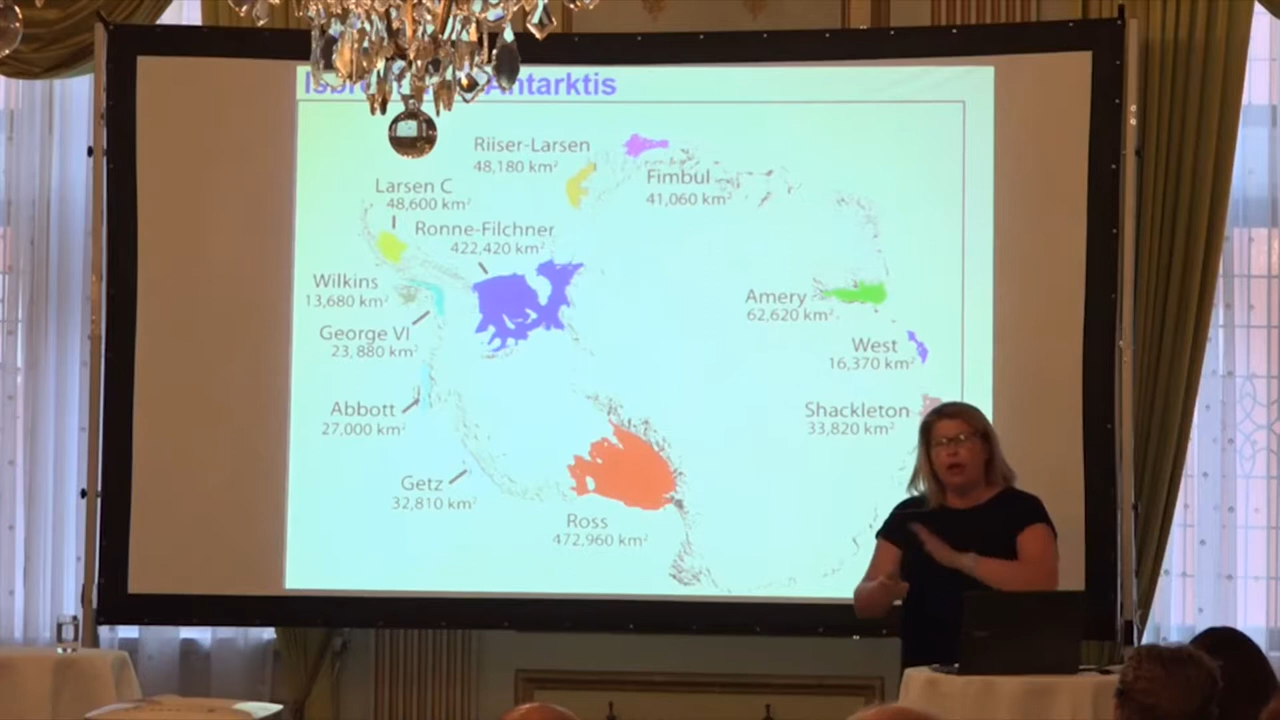 Antarktis
Riiser-Larsen
48,180 km²
Fimbul
41,060 km²
Larsen C
48,600 km²
Ronne-Filchner
422,420 km²
Wilkins
13,680 km²
George VI
23,880 km²
Amery
62,620 km²
West
16,370 km²
Abbott
27,000 km²
Shackleton
33,820 km²
Getz
32,810 km²
Ross
472,960 km²